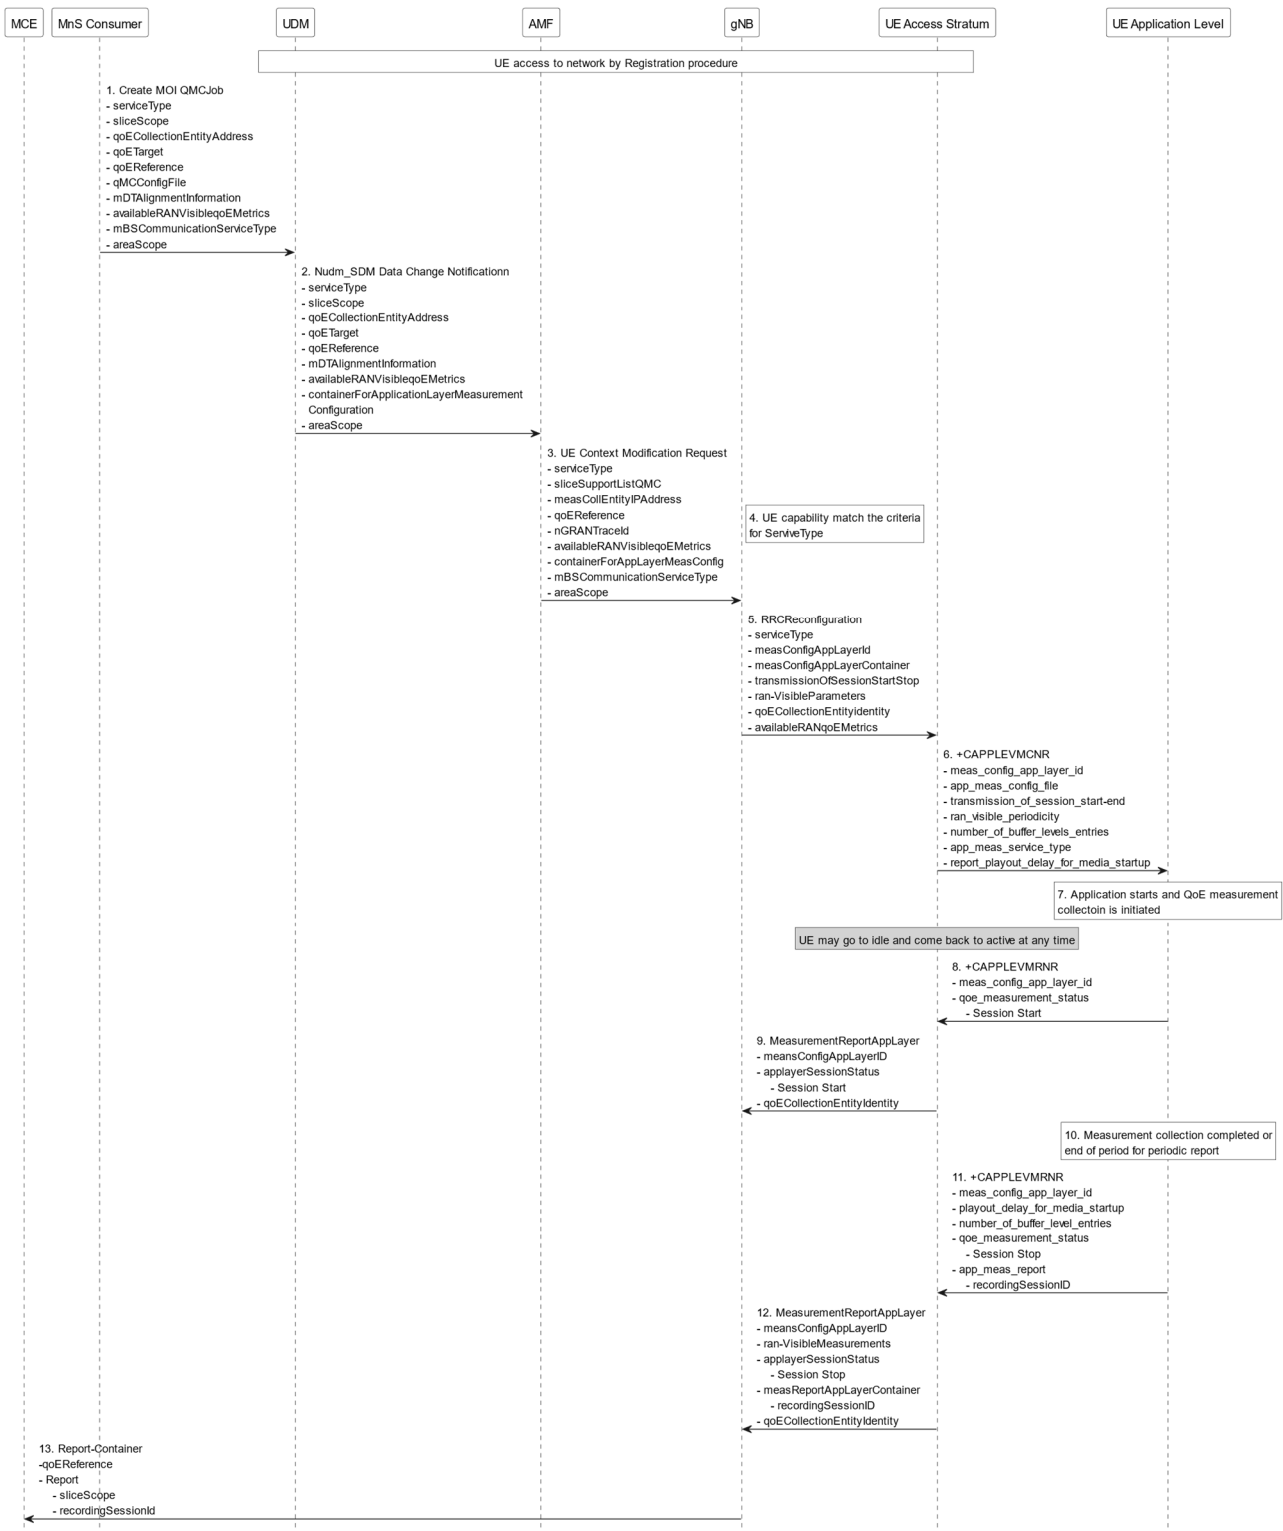 MCE
MnS Consumer
UDM
AMF
gNB
UE Access Stratum
UE Application Level
UE access to network by Registration procedure
1. Create MOI QMCJob
- serviceType
- sliceScope
- qoECollectionEntityAddress
- qoETarget
- qoEReference
- qMCConfigFile
- mDTAlignmentInformation
- availableRANVisibleqoEMetrics
- mBSCommunicationServiceType
- areaScope
2. Nudm_SDM Data Change Notificationn
- serviceType
- sliceScope
- qoECollectionEntityAddress
- qoETarget
- qoEReference
- mDTAlignmentInformation
- availableRANVisibleqoEMetrics
- containerForApplicationLayerMeasurement
Configuration
- areaScope
3. UE Context Modification Request
- serviceType
- sliceSupportListQMC
- measCollEntityIPAddress
- qoEReference
- nGRANTraceId
- availableRANVisibleqoEMetrics
- containerForAppLayerMeasConfig
- mBSCommunicationServiceType
- areaScope
4. UE capability match the criteria
for ServiveType
5. RRCReconfiguration
- serviceType
- measConfigAppLayerId
- measConfigAppLayerContainer
- transmissionOfSessionStartStop
- ran-VisibleParameters
- qoECollectionEntityidentity
- availableRANqoEMetrics
6. +CAPPLEVMCNR
- meas_config_app_layer_id
- app_meas_config_file
- transmission_of_session_start-end
- ran_visible_periodicity
- number_of_buffer_levels_entries
- app_meas_service_type
- report_playout_delay_for_media_startup
7. Application starts and QoE measurement
collectoin is initiated
UE may go to idle and come back to active at any time
8. +CAPPLEVMRNR
- meas_config_app_layer_id
- qoe_measurement_status
- Session Start
9. MeasurementReportAppLayer
- meansConfigAppLayerID
- applayerSessionStatus
- Session Start
- qoECollectionEntityIdentity
10. Measurement collection completed or
end of period for periodic report
11. +CAPPLEVMRNR
- meas_config_app_layer_id
- playout_delay_for_media_startup
- number_of_buffer_level_entries
- qoe_measurement_status
- Session Stop
- app_meas_report
- recordingSessionID
12. MeasurementReportAppLayer
- meansConfigAppLayerID
- ran-VisibleMeasurements
- applayerSessionStatus
- Session Stop
- measReportAppLayerContainer
- recordingSessionID
- qoECollectionEntityIdentity
13. Report-Container
-qoEReference
- Report
- sliceScope
- recordingSessionId